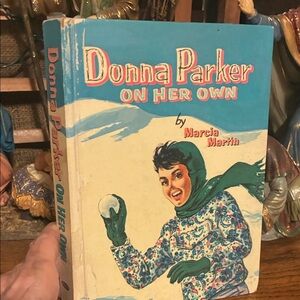 Donna Parker
ON HER OWN
by
Marcia
Martin
Donna Parker ON HER OWN